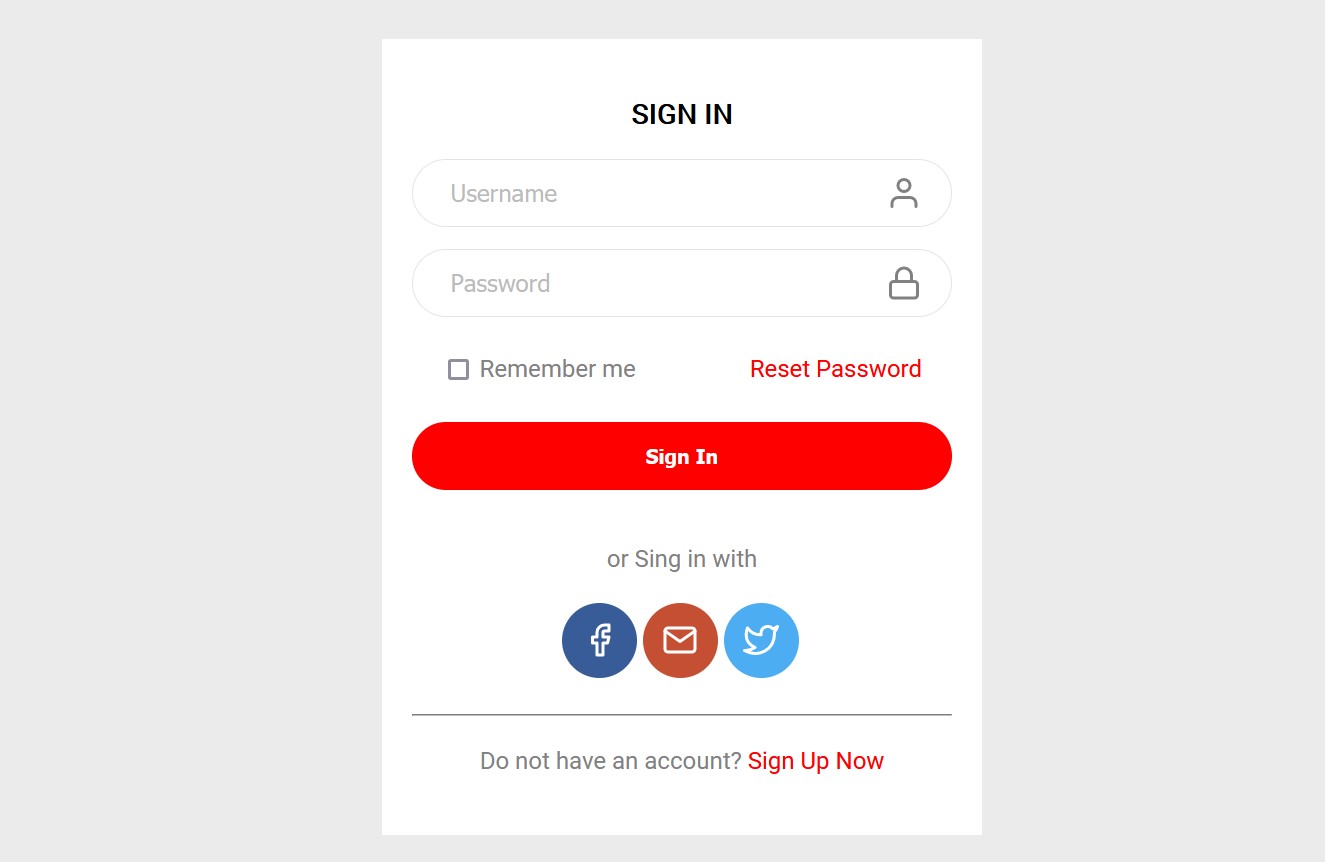 SIGN IN
Username
Password
Remember me Reset Password
Sign In
or Sing in with
Do not have an account? Sign Up Now